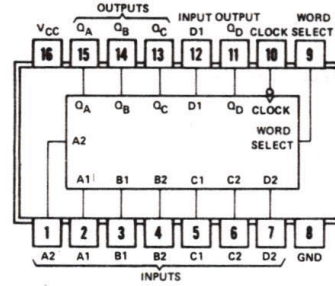 OUTPUTS
INPUT OUTPUT
WORD
VCC QA QB QC D1 QD CLOCK SELECT
16 15 14 13 12 11 10 9
QA QB QC D1 QD CLOCK
A2
WORD SELECT
A1 B1 B2 C1 C2 D2
1 2 3 4 5 6 7 8
A2 A1 B1 B2 C1 C2 D2 GND
INPUTS